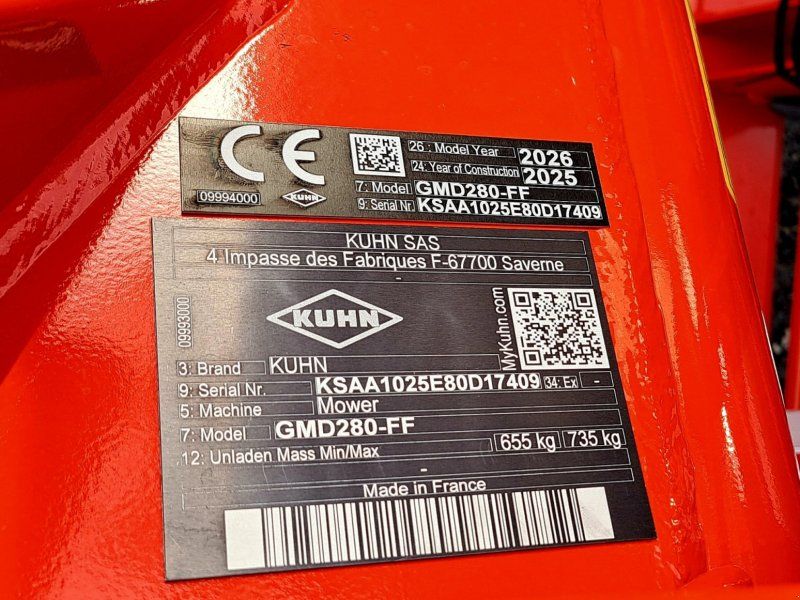 CE
09994000
KUHN
26 : Model Year 2026
24: Year of Construction 2025
7: Model GMD280-FF
9: Serial Nr KSAA1025E80D17409
KUHN SAS
4 Impasse des Fabriques F-67700 Saverne
-
09993000
KUHN
MyKuhn.com
3: Brand KUHN
9: Serial Nr. KSAA1025E80D17409 34: Ex -
5: Machine Mower
7: Model GMD280-FF
12: Unladen Mass Min/Max 655 kg 735 kg
-
Made in France